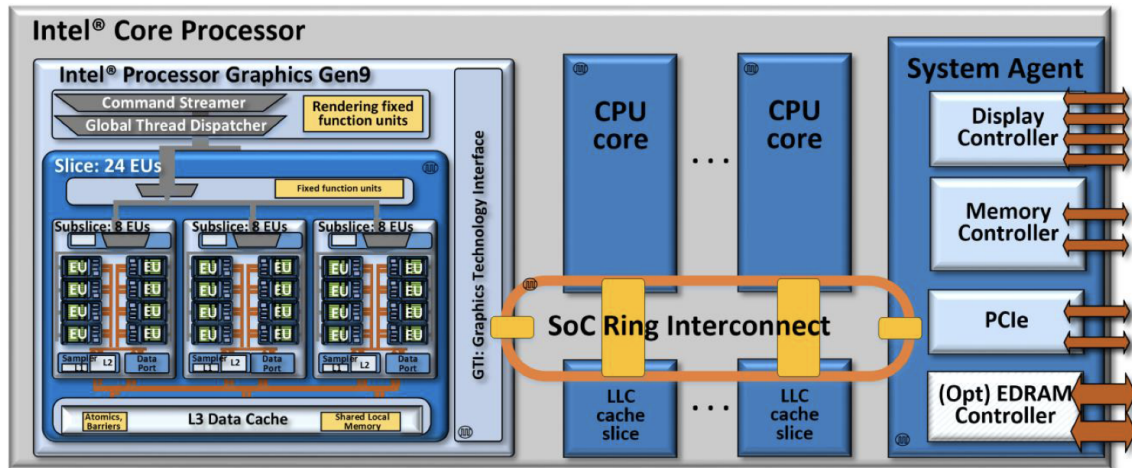 Intel® Core Processor
Intel® Processor Graphics Gen9
Command Streamer
Global Thread Dispatcher
Rendering fixed
function units
Slice: 24 EUs
Fixed function units
Subslice: 8 EUs
Subslice: 8 EUs
Subslice: 8 EUs
EU EU EU EU EU EU
EU EU EU EU EU EU
EU EU EU EU EU EU
EU EU EU EU EU EU
Sampler
L1
L2
Data
Port
Sampler
L1
L2
Data
Port
Sampler
L1
L2
Data
Port
Atomics,
Barriers
L3 Data Cache
Shared Local
Memory
GTI: Graphics Technology Interface
CPU
core
...
CPU
core
SoC Ring Interconnect
LLC
cache
slice
...
LLC
cache
slice
System Agent
Display
Controller
Memory
Controller
PCIe
(Opt) EDRAM
Controller